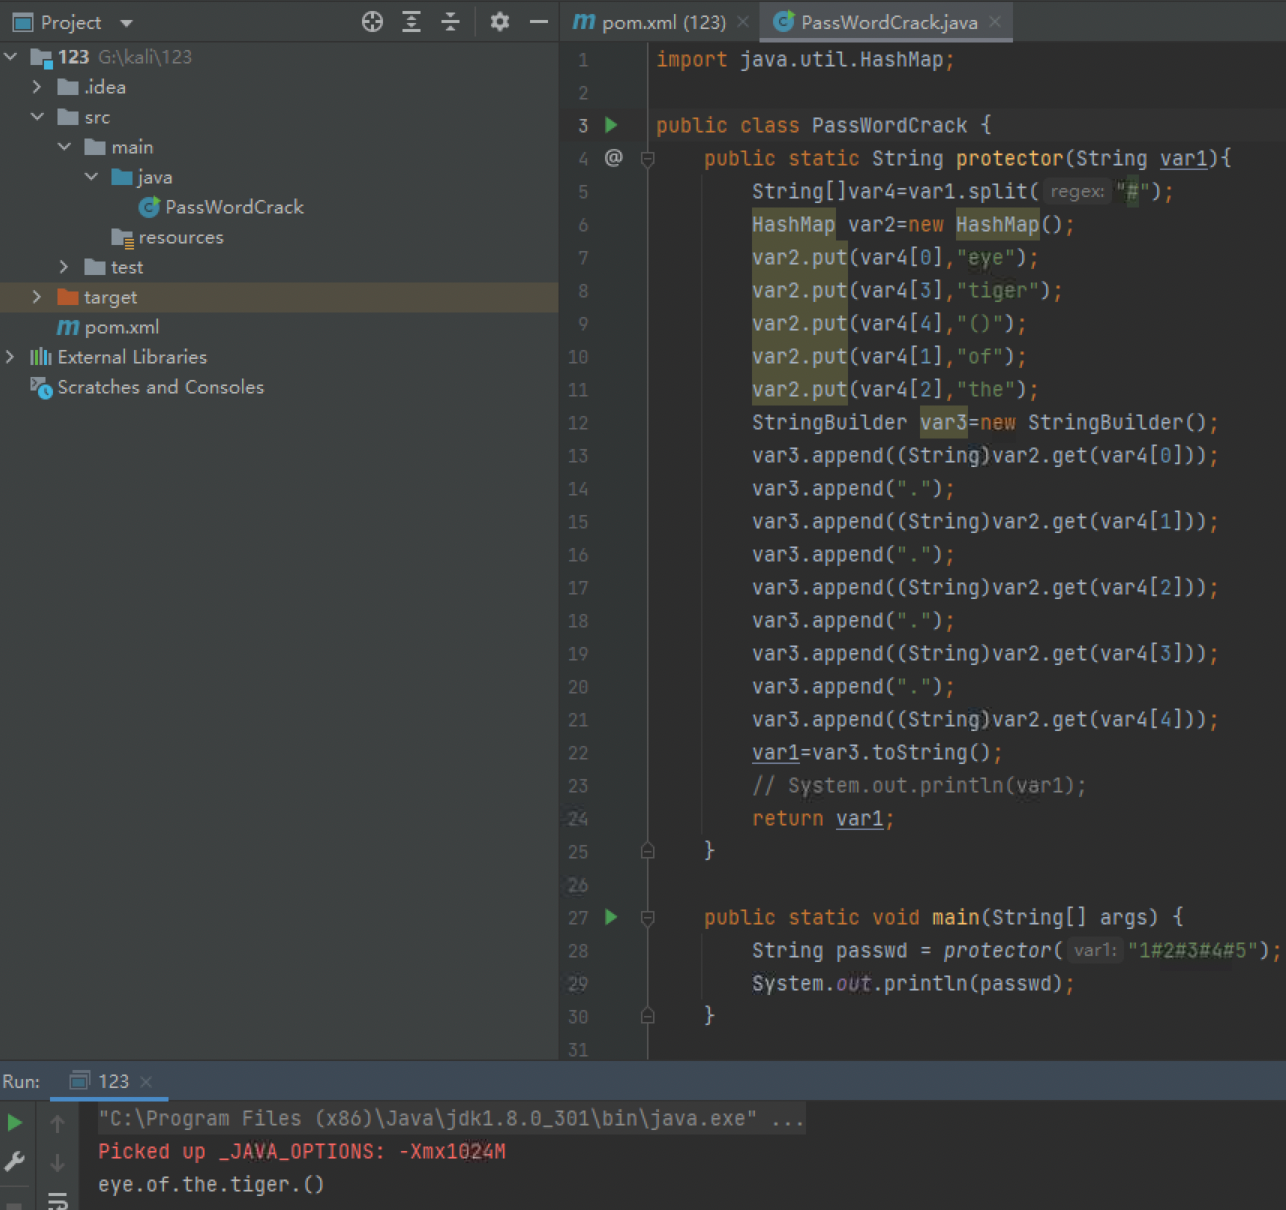 Project
123 G:\kali\123
.idea
src
main
java
PassWordCrack
resources
test
target
pom.xml
External Libraries
Scratches and Consoles
pom.xml (123)
PassWordCrack.java
1 import java.util.HashMap;
2
3 public class PassWordCrack {
4 @ public static String protector(String var1){
5 String[]var4=var1.split( regex: "#");
6 HashMap var2=new HashMap();
7 var2.put(var4[0],"eye");
8 var2.put(var4[3],"tiger");
9 var2.put(var4[4],"()");
10 var2.put(var4[1],"of");
11 var2.put(var4[2],"the");
12 StringBuilder var3=new StringBuilder();
13 var3.append((String)var2.get(var4[0]));
14 var3.append(".");
15 var3.append((String)var2.get(var4[1]));
16 var3.append(".");
17 var3.append((String)var2.get(var4[2]));
18 var3.append(".");
19 var3.append((String)var2.get(var4[3]));
20 var3.append(".");
21 var3.append((String)var2.get(var4[4]));
22 var1=var3.toString();
23 // System.out.println(var1);
24 return var1;
25 }
26
27 public static void main(String[] args) {
28 String passwd = protector( var1: "1#2#3#4#5");
29 System.out.println(passwd);
30 }
31
Run: 123
"C:\Program Files (x86)\Java\jdk1.8.0_301\bin\java.exe" ...
Picked up _JAVA_OPTIONS: -Xmx1024M
eye.of.the.tiger.()